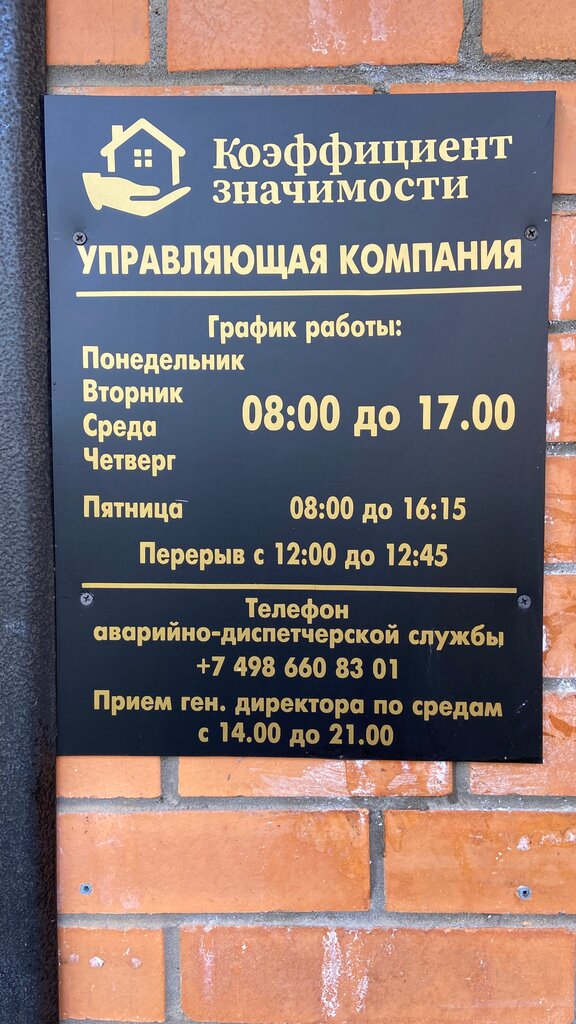 Коэффициент
значимости
УПРАВЛЯЮЩАЯ КОМПАНИЯ
График работы:
Понедельник
Вторник
Среда
Четверг
08:00 до 17.00
Пятница 08:00 до 16:15
Перерыв с 12:00 до 12:45
Телефон
аварийно-диспетчерской службы
+7 498 660 83 01
Прием ген. директора по средам
с 14.00 до 21.00